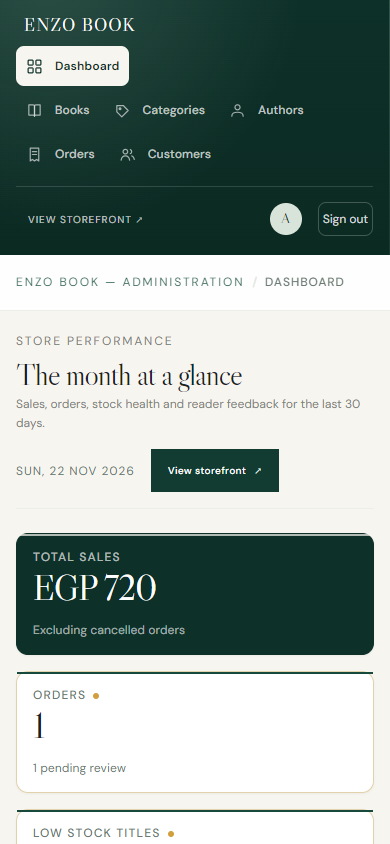 ENZO BOOK
Dashboard
Books Categories Authors
Orders Customers
VIEW STOREFRONT ↗ A Sign out
ENZO BOOK — ADMINISTRATION / DASHBOARD
STORE PERFORMANCE
The month at a glance
Sales, orders, stock health and reader feedback for the last 30
days.
SUN, 22 NOV 2026 View storefront ↗
TOTAL SALES
EGP 720
Excluding cancelled orders
ORDERS
1
1 pending review
LOW STOCK TITLES